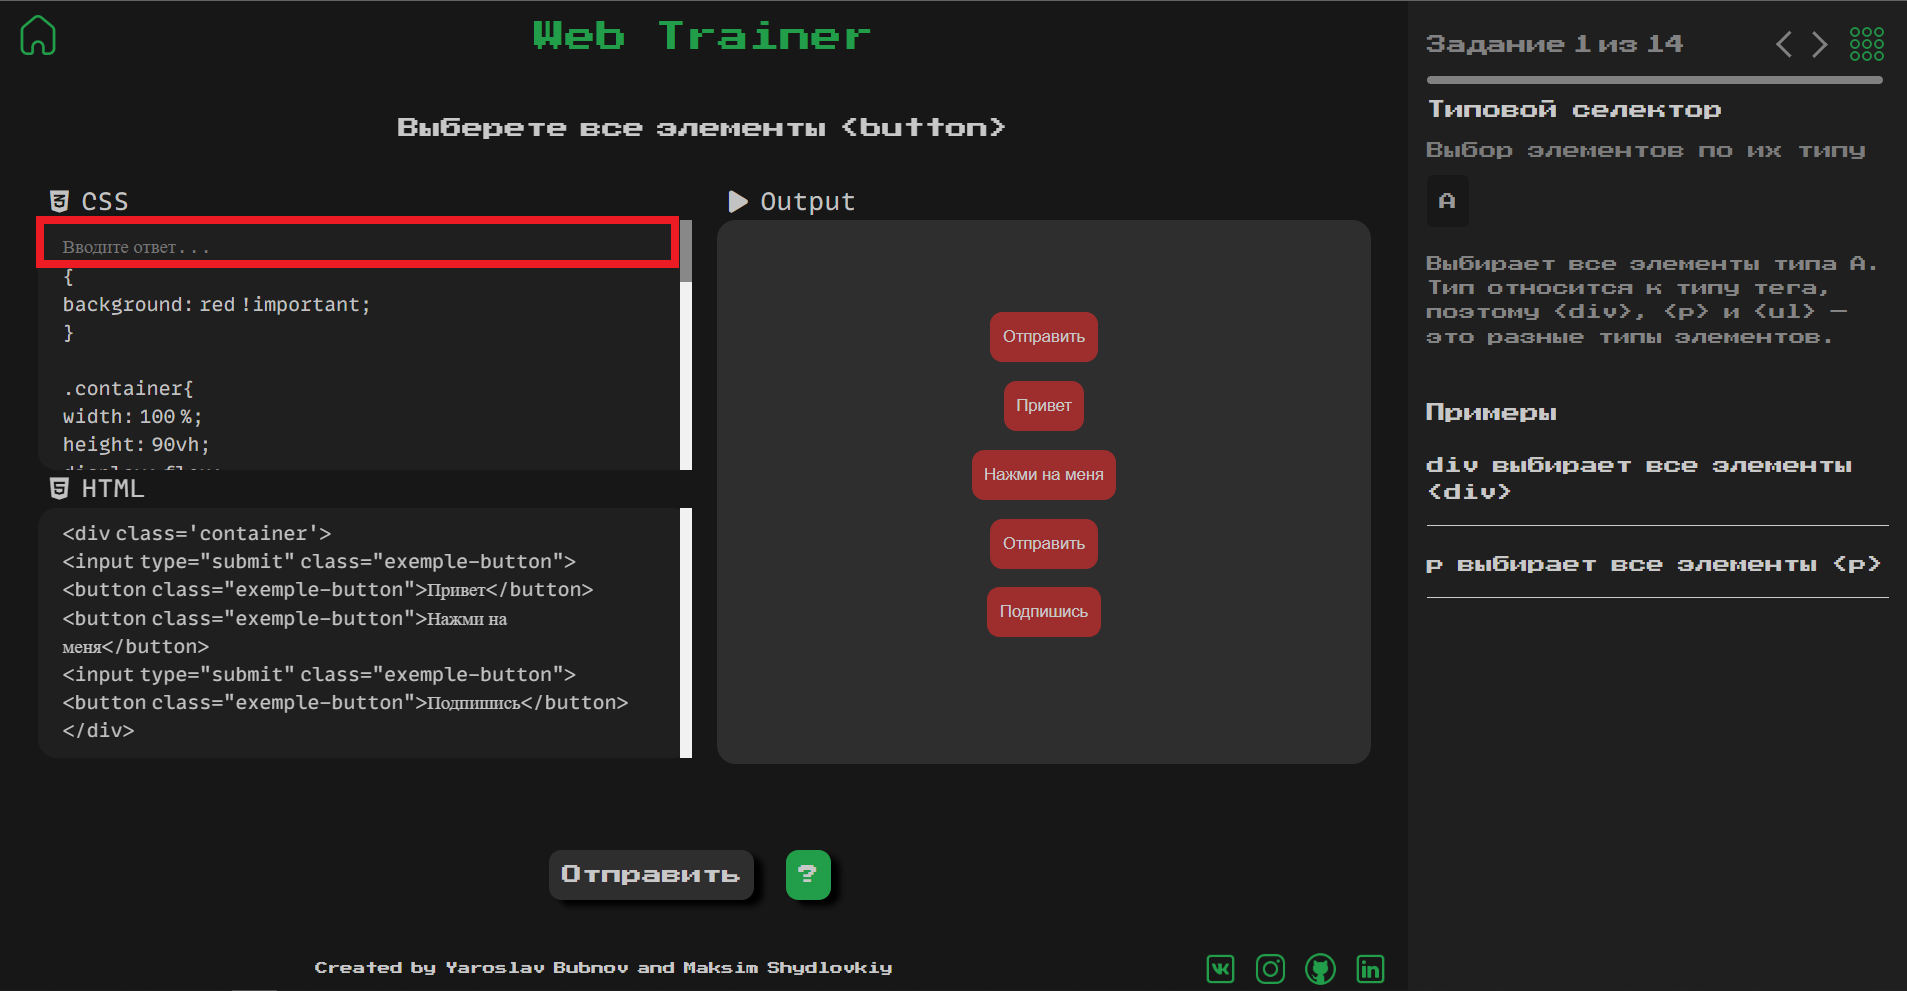 Web Trainer
Выберете все элементы <button>
CSS
Вводите ответ...
{
background: red !important;
}
.container{
width: 100%;
height: 90vh;
HTML
<div class='container'>
<input type="submit" class="exemple-button">
<button class="exemple-button">Привет</button>
<button class="exemple-button">Нажми на
меня</button>
<input type="submit" class="exemple-button">
<button class="exemple-button">Подпишись</button>
</div>
Output
Отправить
Привет
Нажми на меня
Отправить
Подпишись
Отправить
?
Created by Yaroslav Bubnov and Maksim Shydlovkiy
Задание 1 из 14
Типовой селектор
Выбор элементов по их типу
A
Выбирает все элементы типа A.
Тип относится к типу тега,
поэтому <div>, <p> и <ul> —
это разные типы элементов.
Примеры
div выбирает все элементы
<div>
p выбирает все элементы <p>